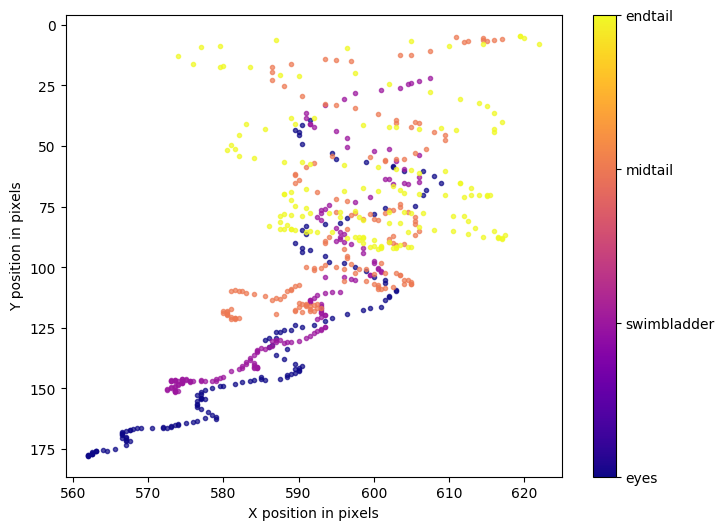 0
25
50
75
100
125
150
175
Y position in pixels
560
570
580
590
600
610
620
X position in pixels
endtail
midtail
swimbladder
eyes